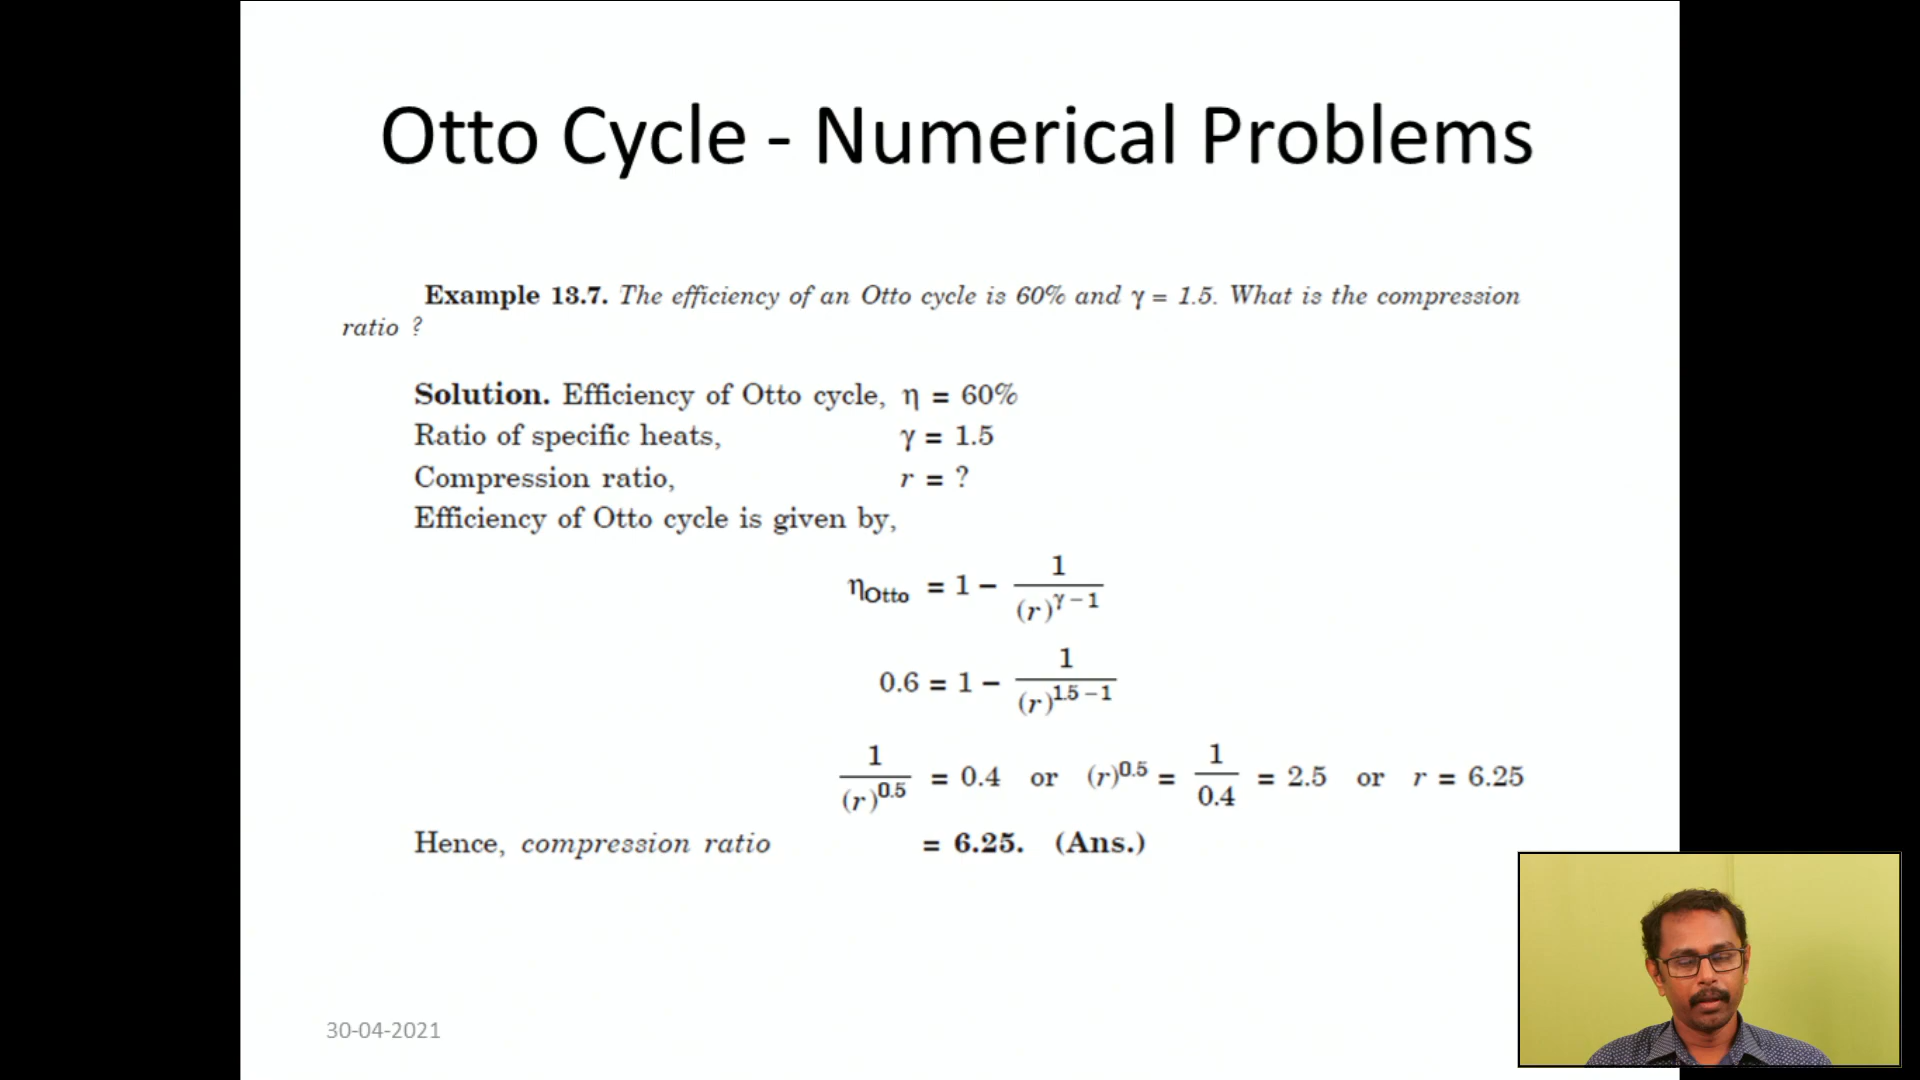 Otto Cycle - Numerical Problems
Example 13.7. The efficiency of an Otto cycle is 60% and γ = 1.5. What is the compression
ratio ?
Solution. Efficiency of Otto cycle, η = 60%
Ratio of specific heats, γ = 1.5
Compression ratio, r = ?
Efficiency of Otto cycle is given by,
η_Otto = 1 − 1/(r)^(γ − 1)
0.6 = 1 − 1/(r)^(1.5 − 1)
1/(r)^0.5 = 0.4 or (r)^0.5 = 1/0.4 = 2.5 or r = 6.25
Hence, compression ratio = 6.25. (Ans.)
30-04-2021